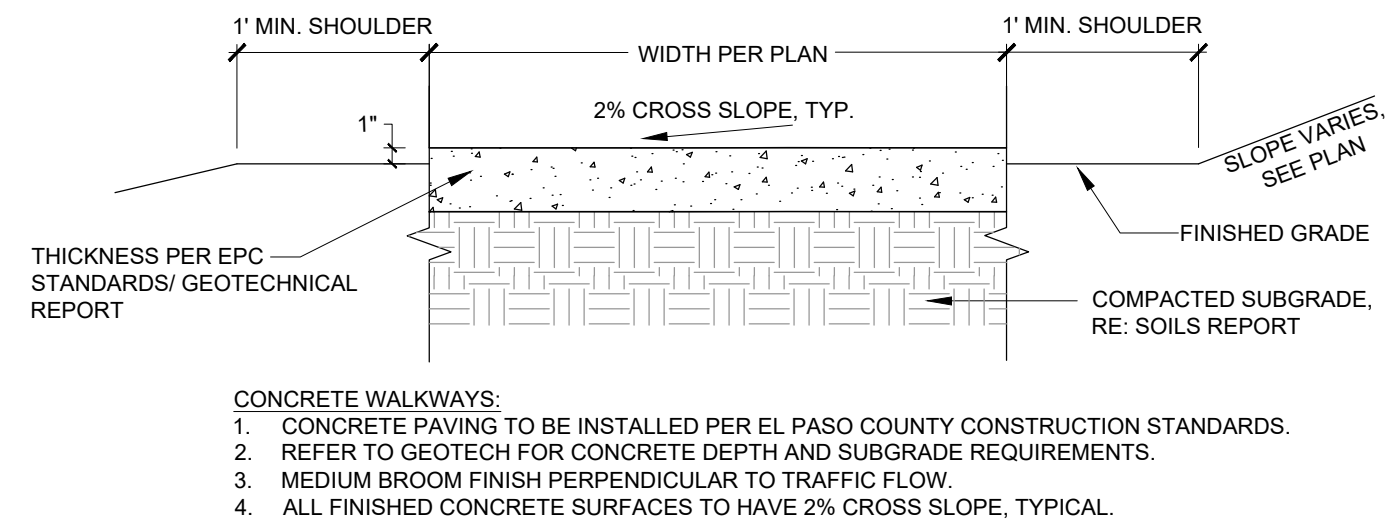 1' MIN. SHOULDER
1' MIN. SHOULDER
WIDTH PER PLAN
2% CROSS SLOPE, TYP.
1"
SLOPE VARIES,
SEE PLAN
THICKNESS PER EPC
STANDARDS/ GEOTECHNICAL
REPORT
FINISHED GRADE
COMPACTED SUBGRADE,
RE: SOILS REPORT
CONCRETE WALKWAYS:
1. CONCRETE PAVING TO BE INSTALLED PER EL PASO COUNTY CONSTRUCTION STANDARDS.
2. REFER TO GEOTECH FOR CONCRETE DEPTH AND SUBGRADE REQUIREMENTS.
3. MEDIUM BROOM FINISH PERPENDICULAR TO TRAFFIC FLOW.
4. ALL FINISHED CONCRETE SURFACES TO HAVE 2% CROSS SLOPE, TYPICAL.